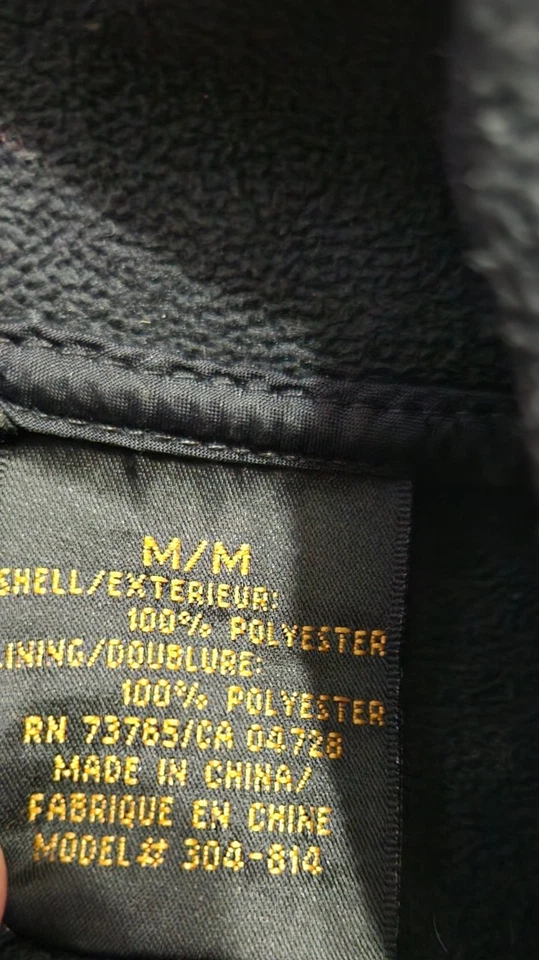 M/M
SHELL/EXTERIEUR:
100% POLYESTER
LINING/DOUBLURE:
100% POLYESTER
RN 73765/CA 04728
MADE IN CHINA/
FABRIQUE EN CHINE
MODEL# 304-814